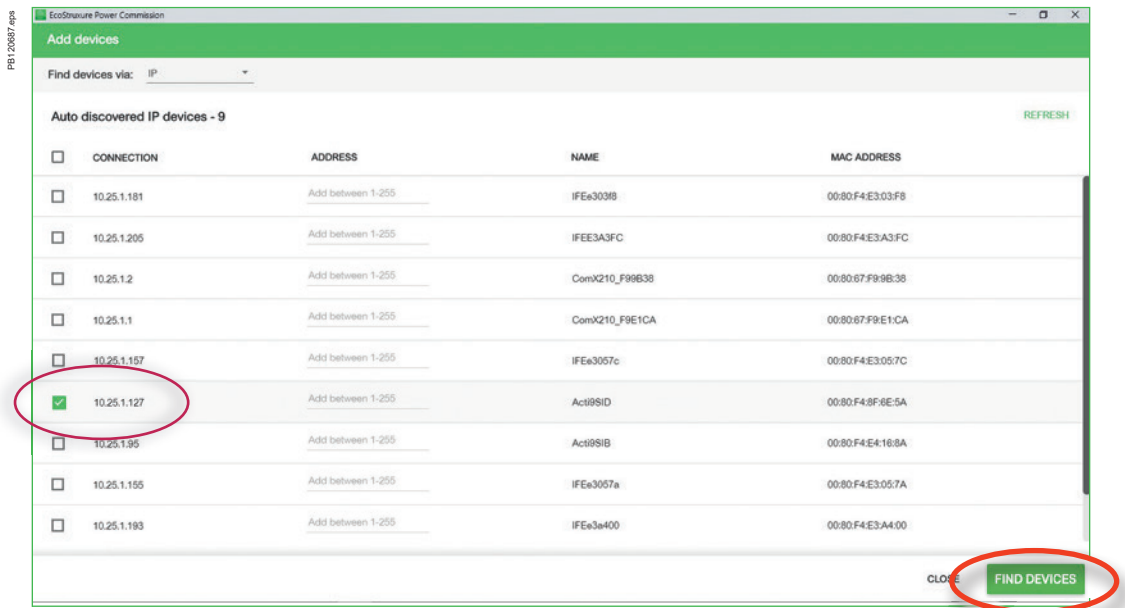 PB120687.eps
EcoStruxure Power Commission
Add devices
Find devices via: IP
Auto discovered IP devices - 9 REFRESH
CONNECTION ADDRESS NAME MAC ADDRESS
10.25.1.181 Add between 1-255 IFEe303f8 00:80:F4:E3:03:F8
10.25.1.205 Add between 1-255 IFEE3A3FC 00:80:F4:E3:A3:FC
10.25.1.2 Add between 1-255 ComX210_F99B38 00:80:67:F9:9B:38
10.25.1.1 Add between 1-255 ComX210_F9E1CA 00:80:67:F9:E1:CA
10.25.1.157 Add between 1-255 IFEe3057c 00:80:F4:E3:05:7C
10.25.1.127 Add between 1-255 Acti9SID 00:80:F4:8F:6E:5A
10.25.1.95 Add between 1-255 Acti9SIB 00:80:F4:E4:16:8A
10.25.1.155 Add between 1-255 IFEe3057a 00:80:F4:E3:05:7A
10.25.1.193 Add between 1-255 IFEe3a400 00:80:F4:E3:A4:00
CLOSE FIND DEVICES